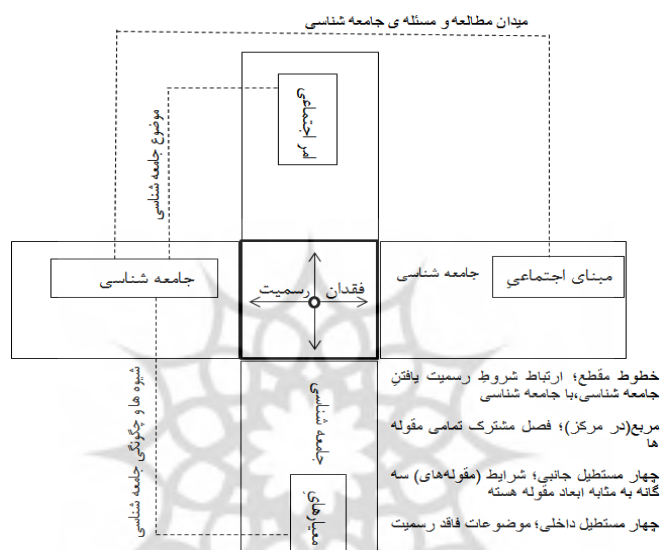 میدان مطالعه و مسئله ی جامعه شناسی
امر اجتماعی
موضوع جامعه شناسی
مبنای اجتماعیِ
جامعه شناسی
فقدان رسمیت
جامعه شناسی
جامعه شناسی
معیارهایِ
شیوه ها و چگونگی جامعه شناسی
خطوط مقطع؛ ارتباط شروطِ رسمیت یافتنِ
جامعه شناسی،با جامعه شناسی
مربع(در مرکز)؛ فصل مشترک تمامی مقوله
ها
چهار مستطیل جانبی؛ شرایط (مقوله‌های) سه
گانه به مثابه ابعاد مقوله هسته
چهار مستطیل داخلی؛ موضوعات فاقد رسمیت